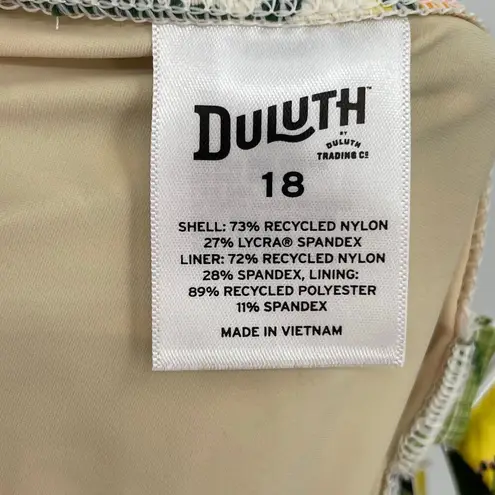 DULUTH™
BY
DULUTH
TRADING CO
18
SHELL: 73% RECYCLED NYLON
27% LYCRA® SPANDEX
LINER: 72% RECYCLED NYLON
28% SPANDEX, LINING:
89% RECYCLED POLYESTER
11% SPANDEX
MADE IN VIETNAM